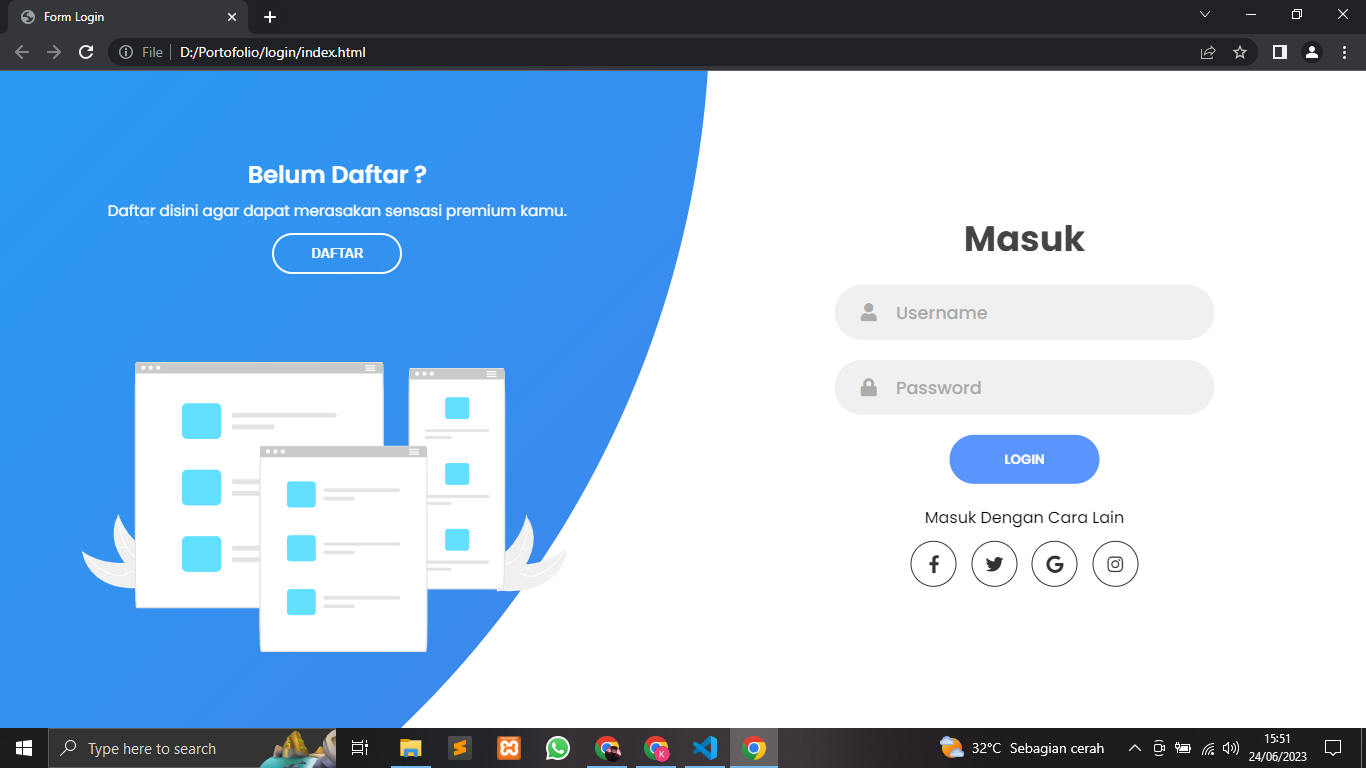 Form Login
File
D:/Portofolio/login/index.html
Belum Daftar ?
Daftar disini agar dapat merasakan sensasi premium kamu.
DAFTAR
Masuk
Username
Password
LOGIN
Masuk Dengan Cara Lain
Type here to search
K
32°C Sebagian cerah
15:51
24/06/2023